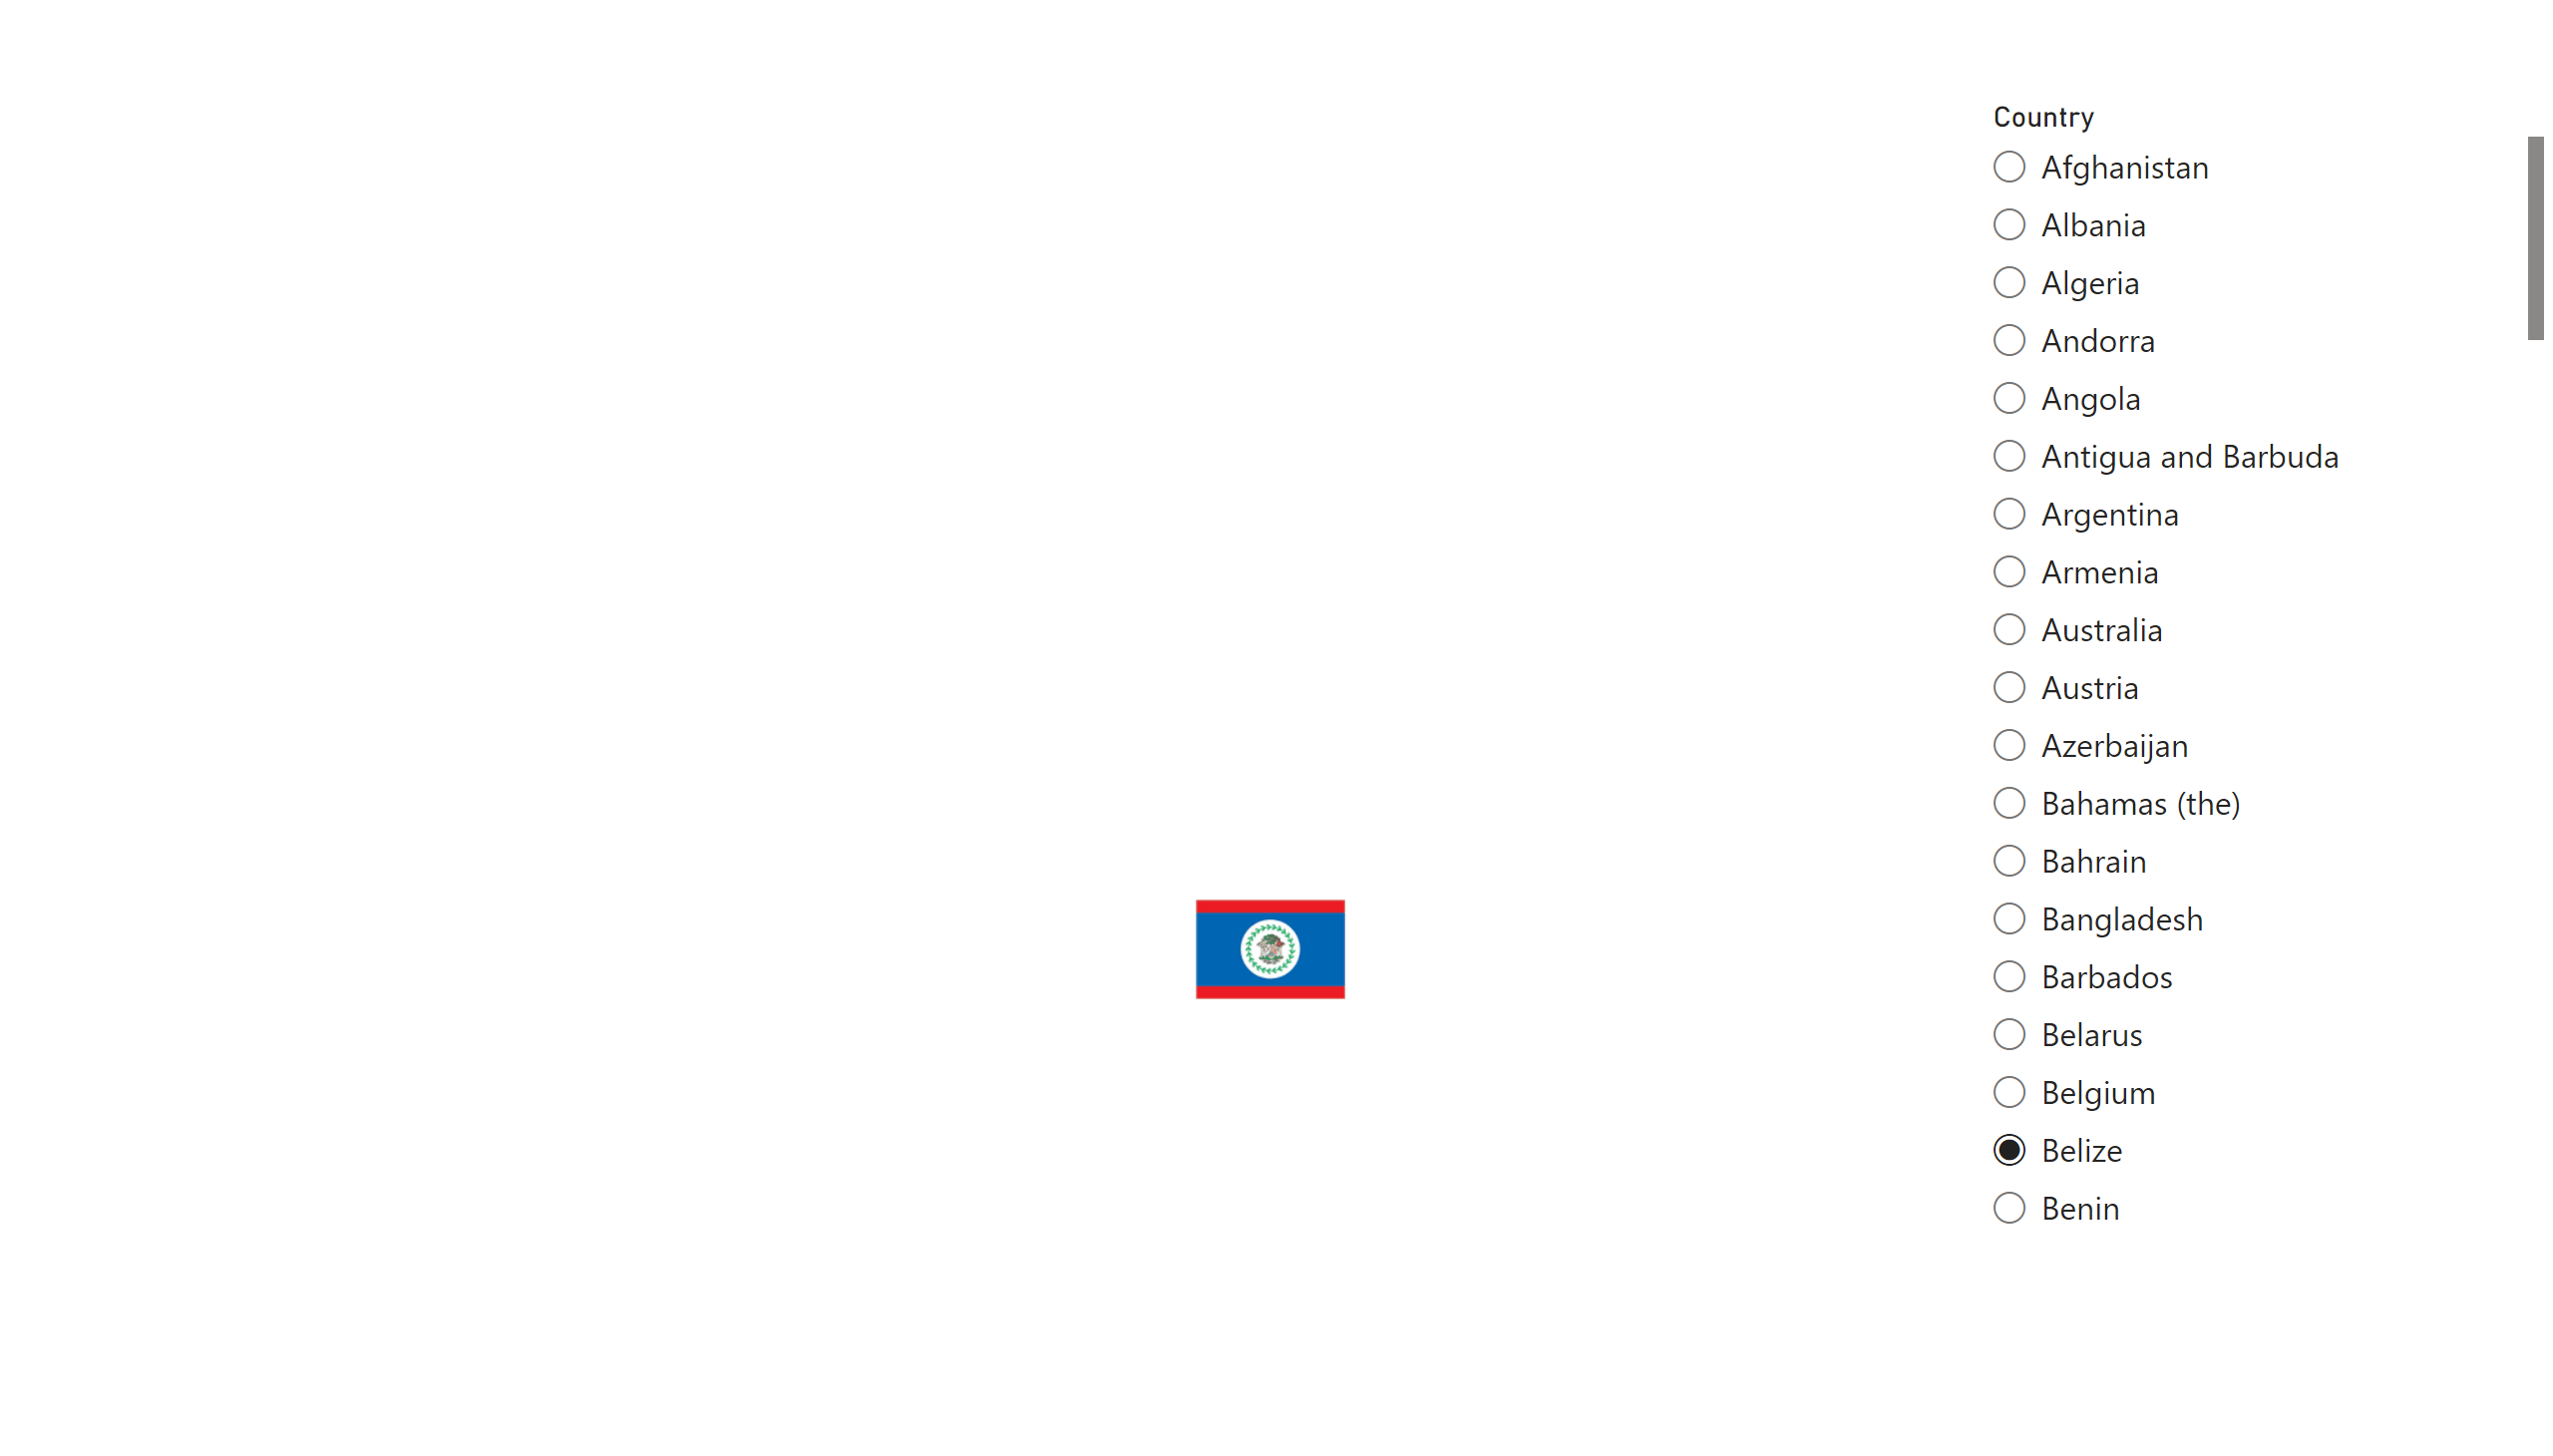 Country
Afghanistan
Albania
Algeria
Andorra
Angola
Antigua and Barbuda
Argentina
Armenia
Australia
Austria
Azerbaijan
Bahamas (the)
Bahrain
Bangladesh
Barbados
Belarus
Belgium
Belize
Benin